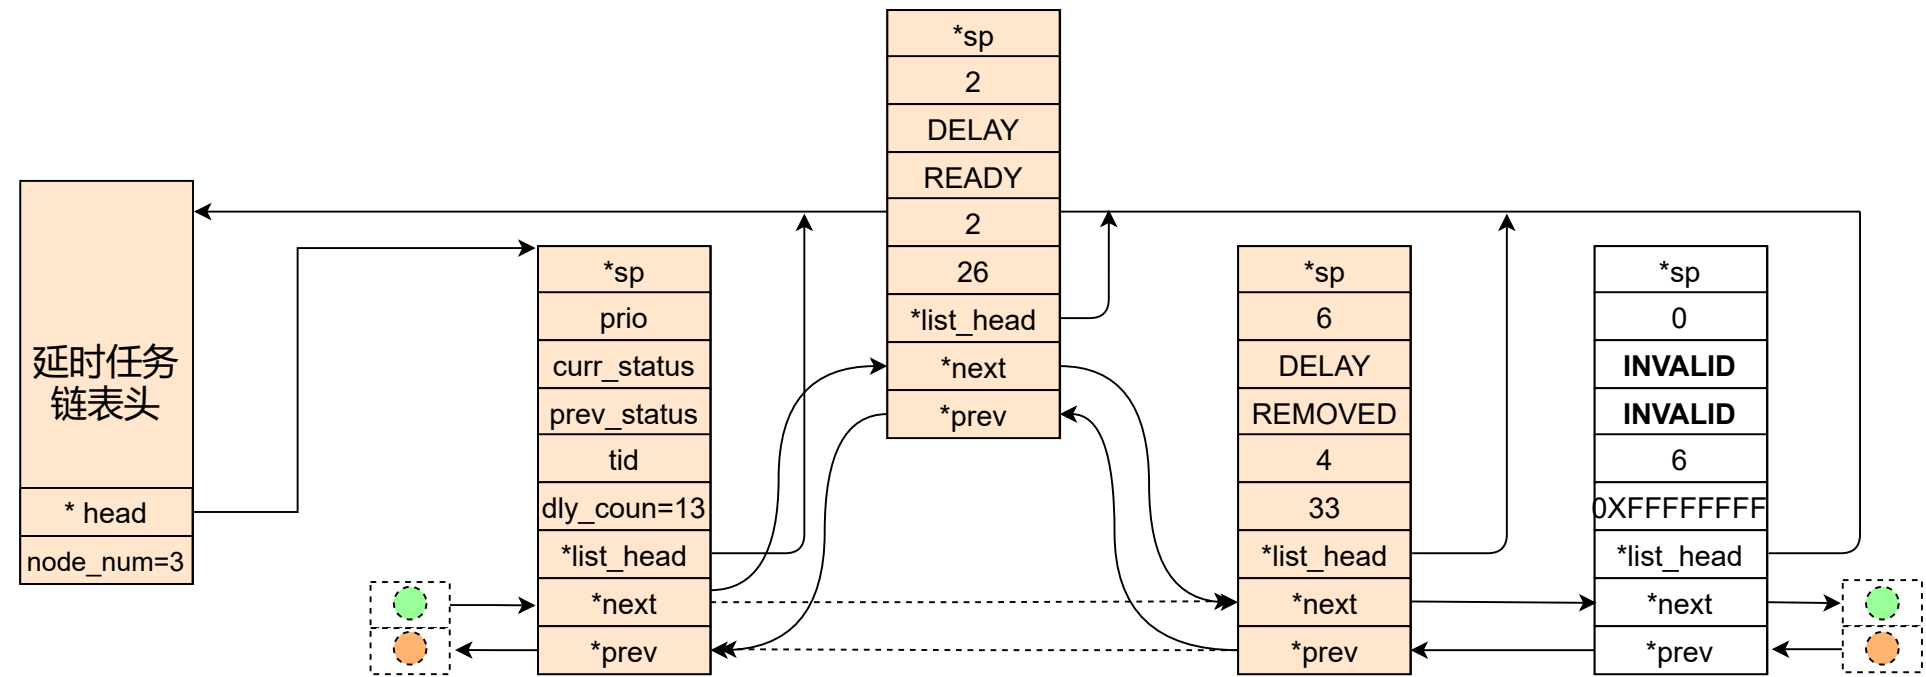 *sp
2
DELAY
READY
2
26
*list_head
*next
*prev
延时任务
链表头
* head
node_num=3
*sp
prio
curr_status
prev_status
tid
dly_coun=13
*list_head
*next
*prev
*sp
6
DELAY
REMOVED
4
33
*list_head
*next
*prev
*sp
0
INVALID
INVALID
6
0XFFFFFFFF
*list_head
*next
*prev